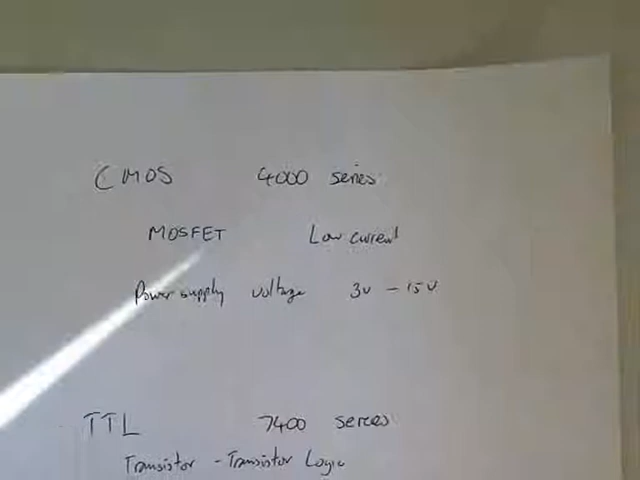 CMOS 4000 series
MOSFET Low current
Power supply voltage 3v - 15v
TTL 7400 series
Transistor - Transistor Logic